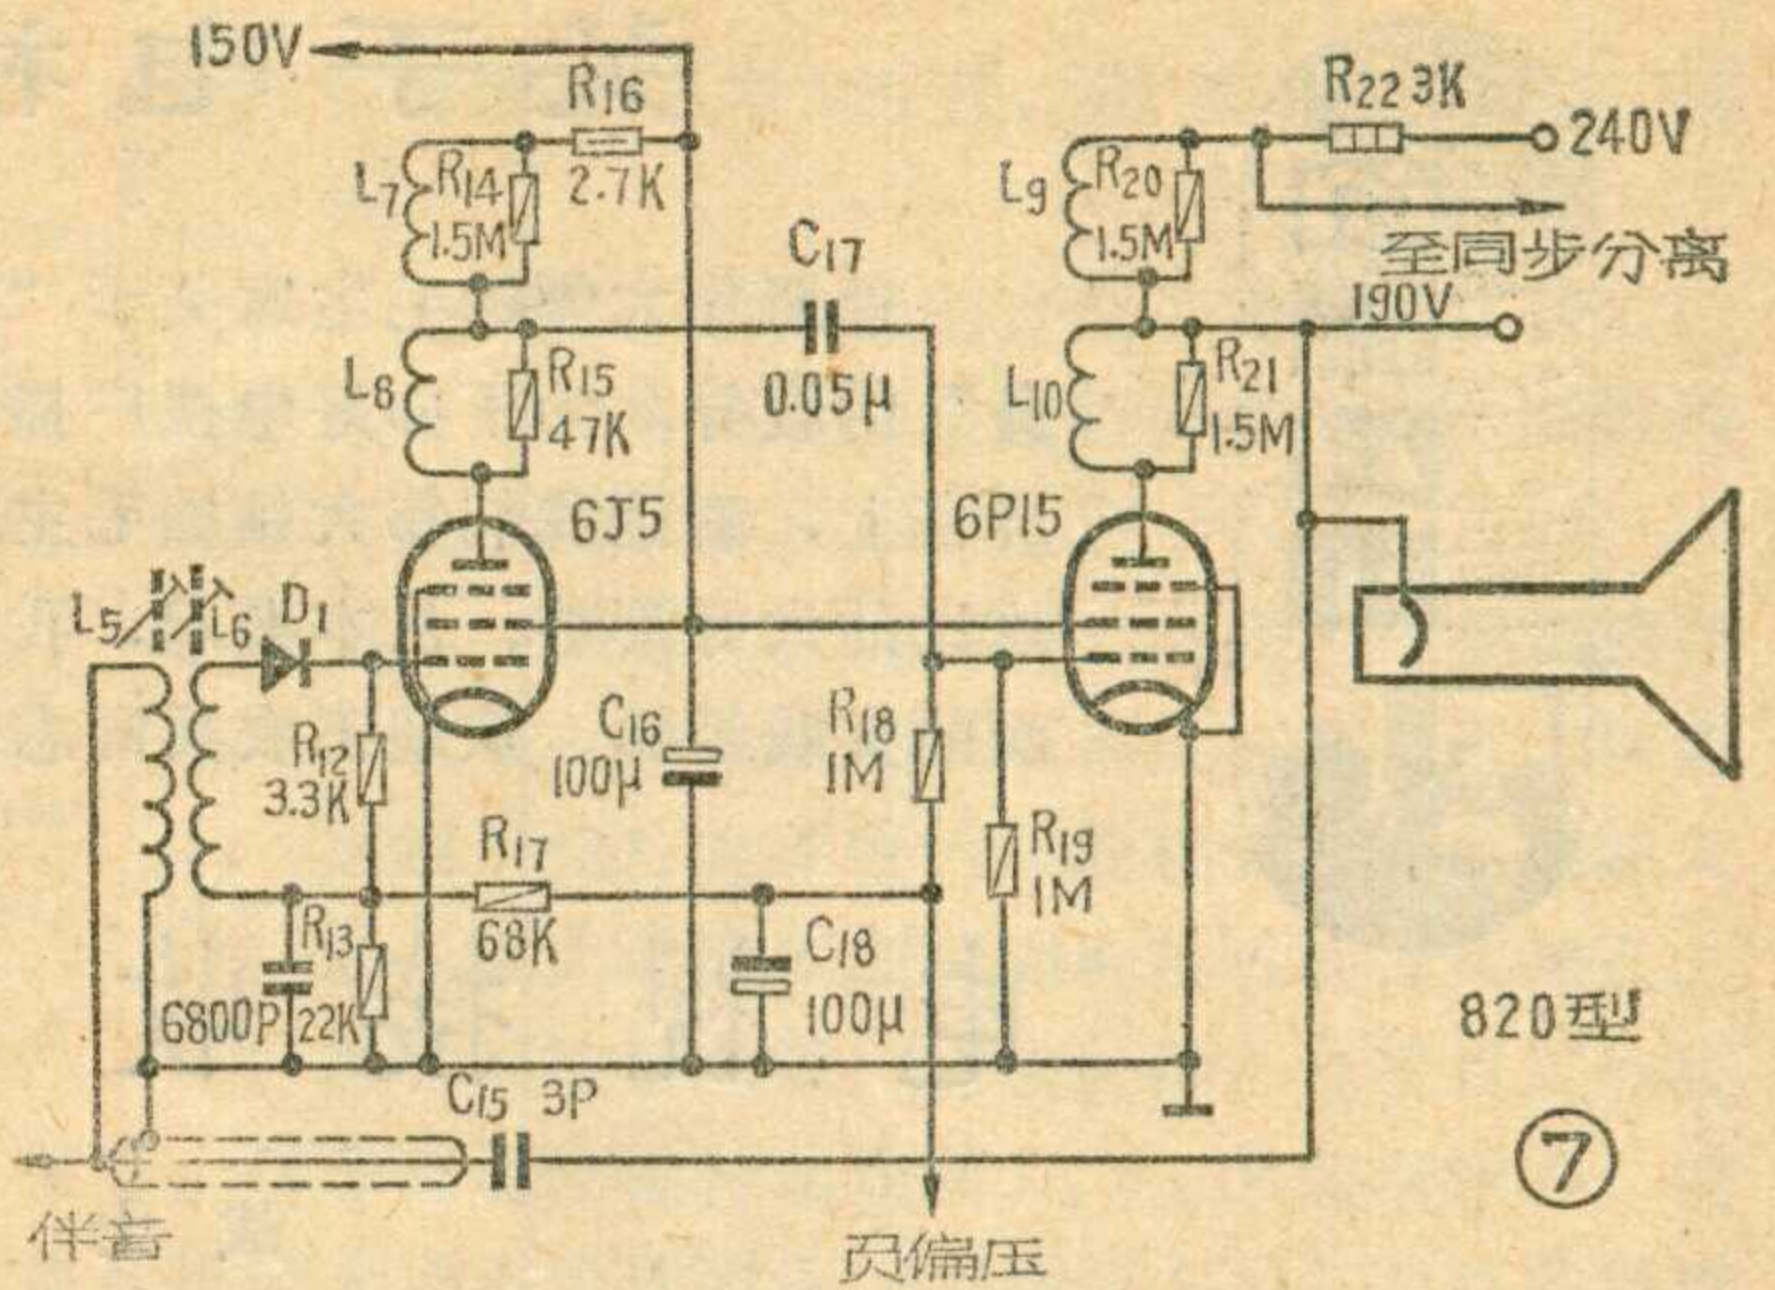 150V
R16
2.7K
R22 3K
240V
L7
R14
1.5M
L9
R20
1.5M
至同步分离
C17
0.05μ
190V
L8
R15
47K
L10
R21
1.5M
6J5
6P15
L5
L6
D1
R12
3.3K
C16
100μ
R18
1M
R17
68K
R19
1M
R13
22K
6800P
C18
100μ
820型
C15 3P
⑦
伴音
负偏压